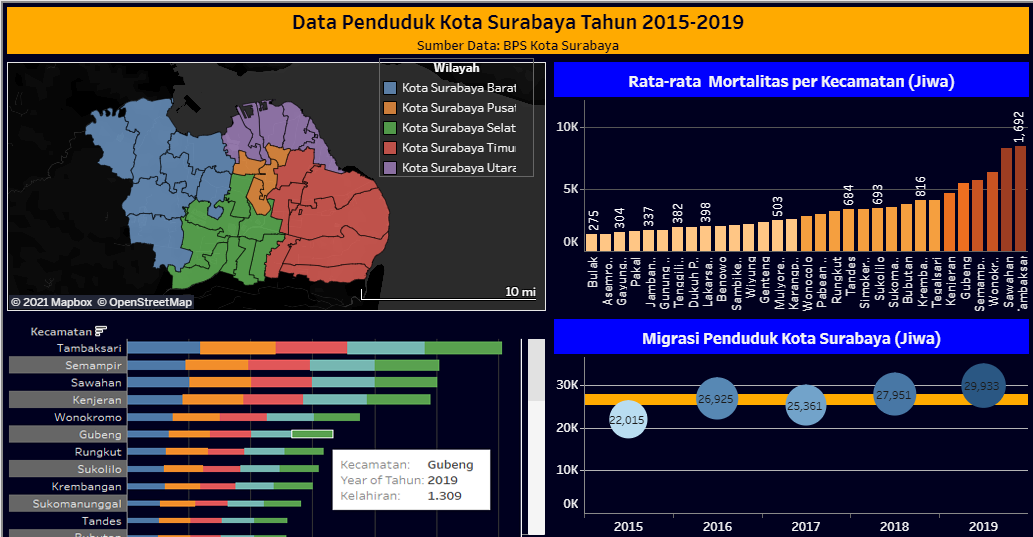 Data Penduduk Kota Surabaya Tahun 2015-2019
Sumber Data: BPS Kota Surabaya
Wilayah
Kota Surabaya Barat
Kota Surabaya Pusat
Kota Surabaya Selat
Kota Surabaya Timur
Kota Surabaya Utara
© 2021 Mapbox © OpenStreetMap
10 mi
Rata-rata Mortalitas per Kecamatan (Jiwa)
10K
5K
0K
275
304
337
382
398
503
684
693
816
1,692
Bulak
Asemro..
Gayung..
Pakal
Jamban..
Gunung..
Tenggili..
Dukuh P..
Lakarsa..
Benowo
Sambike..
Wiyung
Genteng
Mulyore..
Karangp..
Wonocolo
Pabean ..
Rungkut
Tandes
Simoker..
Sukolilo
Sukoma..
Bubutan
Kremba..
Tegalsari
Kenjeran
Gubeng
Semamp..
Wonokr..
Sawahan
Tambaksari
Kecamatan
Tambaksari
Semampir
Sawahan
Kenjeran
Wonokromo
Gubeng
Rungkut
Sukolilo
Krembangan
Sukomanunggal
Tandes
Bubutan
Kecamatan: Gubeng
Year of Tahun: 2019
Kelahiran: 1.309
Migrasi Penduduk Kota Surabaya (Jiwa)
30K
20K
10K
0K
22,015
26,925
25,361
27,951
29,933
2015
2016
2017
2018
2019